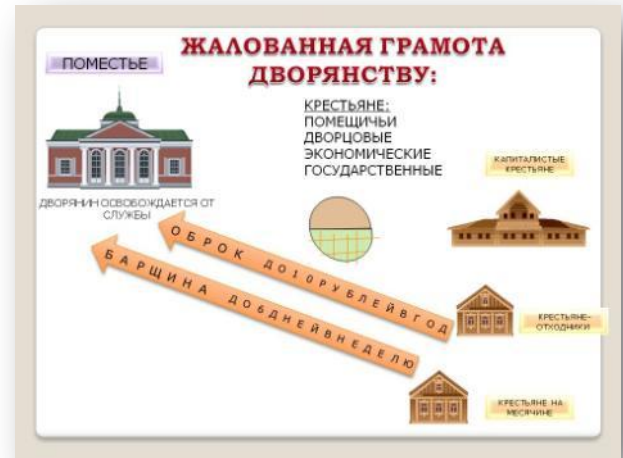 ЖАЛОВАННАЯ ГРАМОТА
ДВОРЯНСТВУ:
ПОМЕСТЬЕ
КРЕСТЬЯНЕ:
ПОМЕЩИЧЬИ
ДВОРЦОВЫЕ
ЭКОНОМИЧЕСКИЕ
ГОСУДАРСТВЕННЫЕ
КАПИТАЛИСТЫЕ
КРЕСТЬЯНЕ
ДВОРЯНИН ОСВОБОЖДАЕТСЯ ОТ
СЛУЖБЫ
ОБРОК ДО 10 РУБЛЕЙ В ГОД
БАРЩИНА ДО 6 ДНЕЙ В НЕДЕЛЮ
КРЕСТЬЯНЕ-
ОТХОДНИКИ
КРЕСТЬЯНЕ НА
МЕСЯЧИНЕ